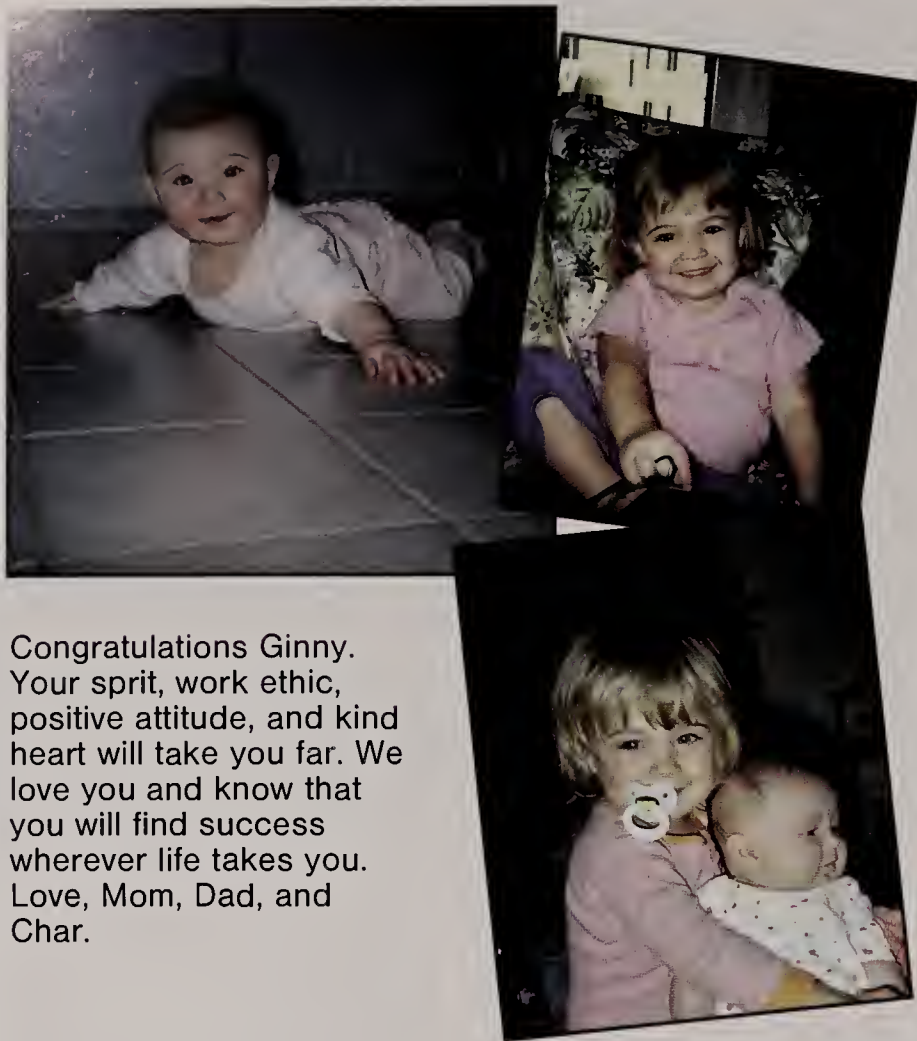 Congratulations Ginny.
Your sprit, work ethic,
positive attitude, and kind
heart will take you far. We
love you and know that
you will find success
wherever life takes you.
Love, Mom, Dad, and
Char.